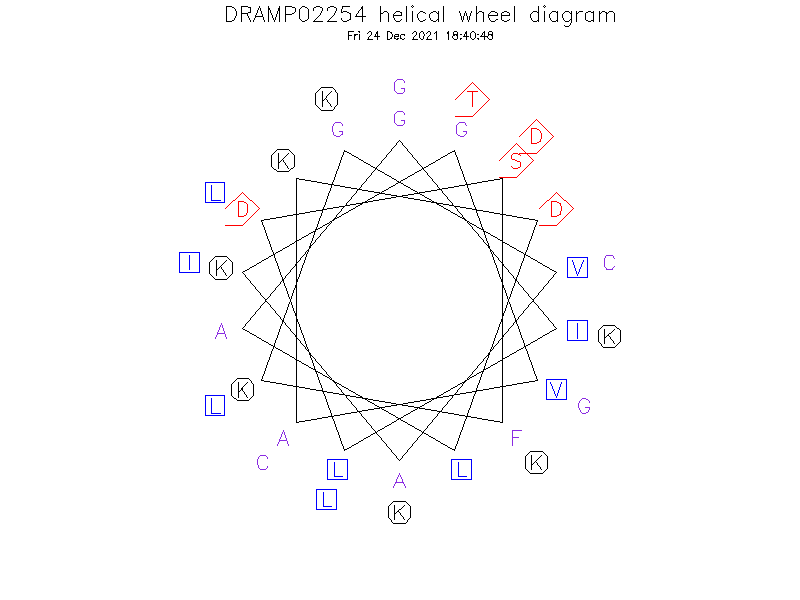 DRAMP02254 helical wheel diagram
Fri 24 Dec 2021 18:40:48
G
K T
G
G G
D
K S
L
D D
I K V C
A I K
K V
L G
A F
C K
L A L
L
K